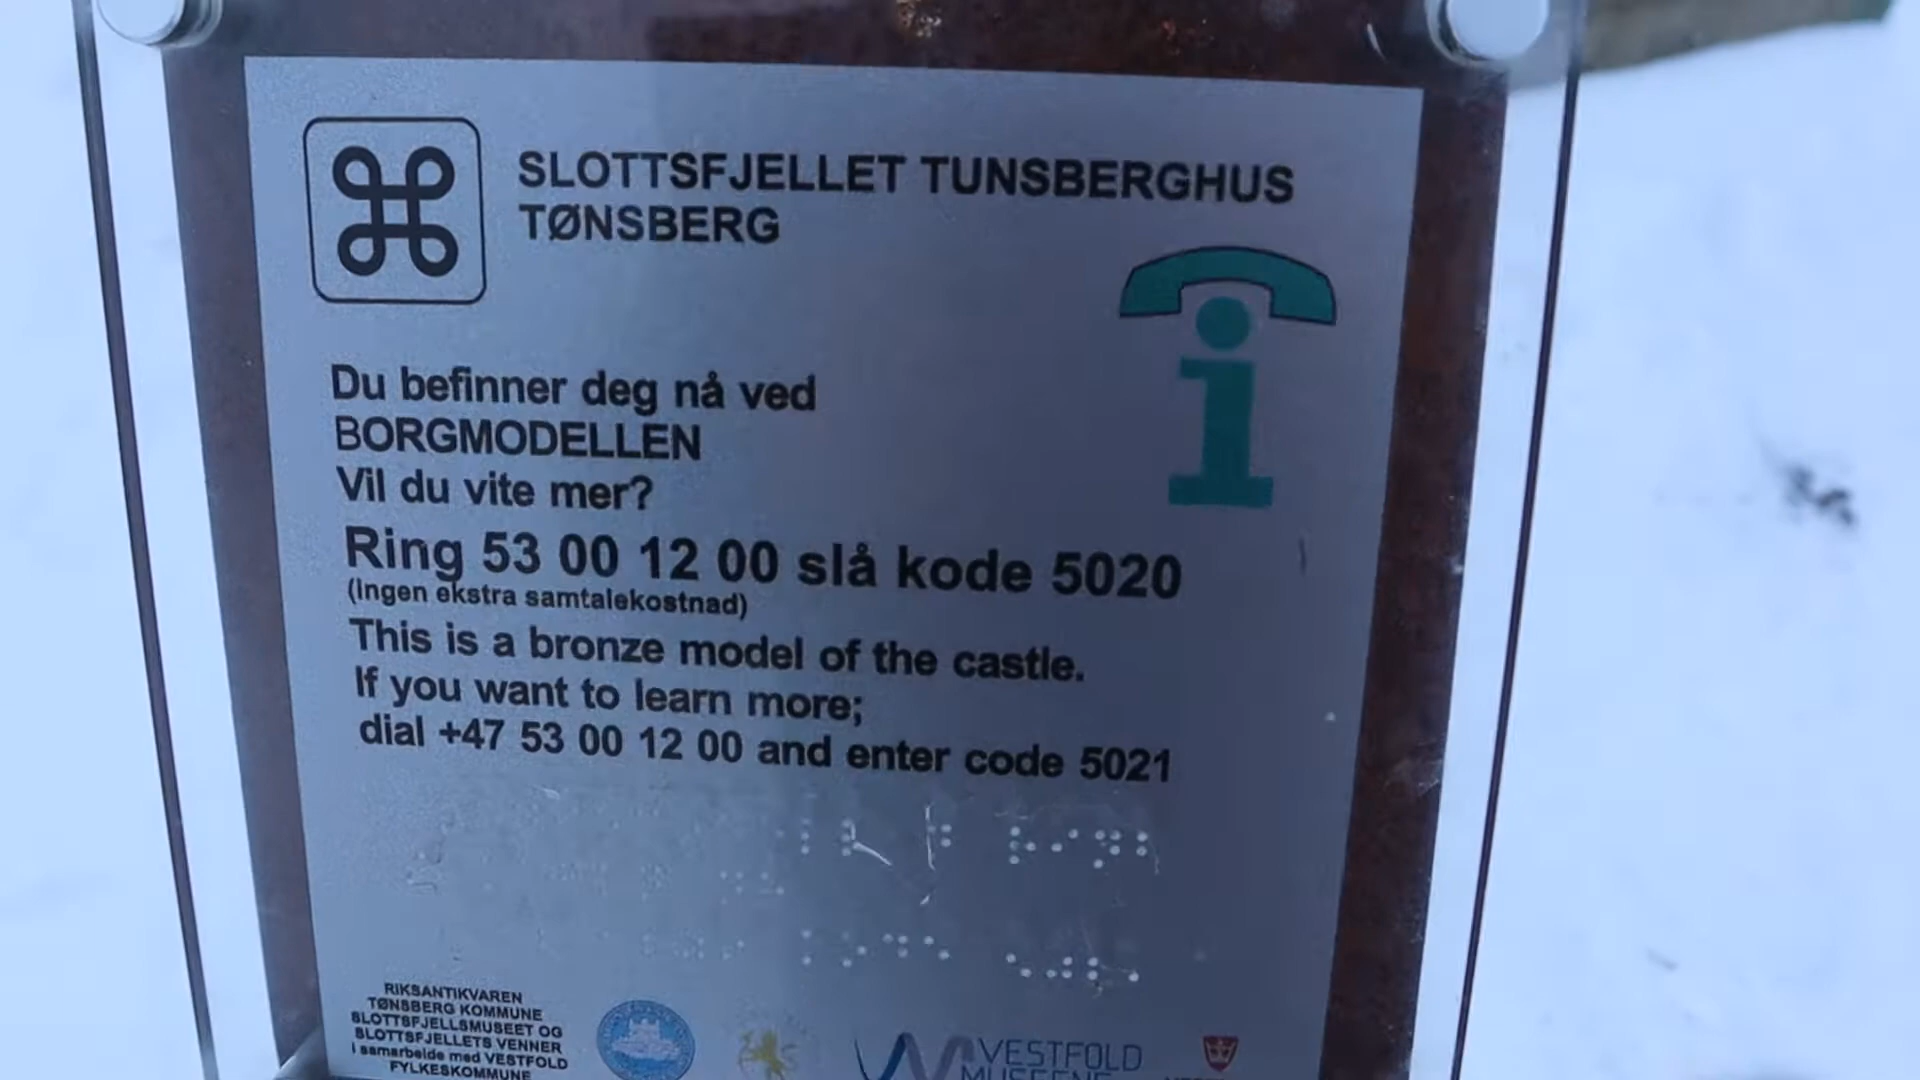 SLOTTSFJELLET TUNSBERGHUS
TØNSBERG
Du befinner deg nå ved
BORGMODELLEN
Vil du vite mer?
Ring 53 00 12 00 slå kode 5020
(Ingen ekstra samtalekostnad)
This is a bronze model of the castle.
If you want to learn more;
dial +47 53 00 12 00 and enter code 5021
RIKSANTIKVAREN
TØNSBERG KOMMUNE
SLOTTSFJELLSMUSEET OG
SLOTTSFJELLETS VENNER
i samarbeide med VESTFOLD
FYLKESKOMMUNE
VESTFOLD
MUSEENE